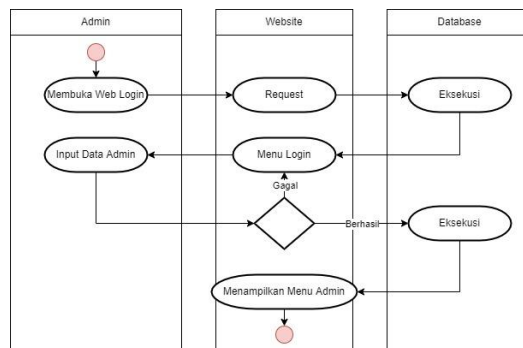 Admin
Website
Database
Membuka Web Login
Request
Eksekusi
Input Data Admin
Menu Login
Gagal
Berhasil
Eksekusi
Menampilkan Menu Admin